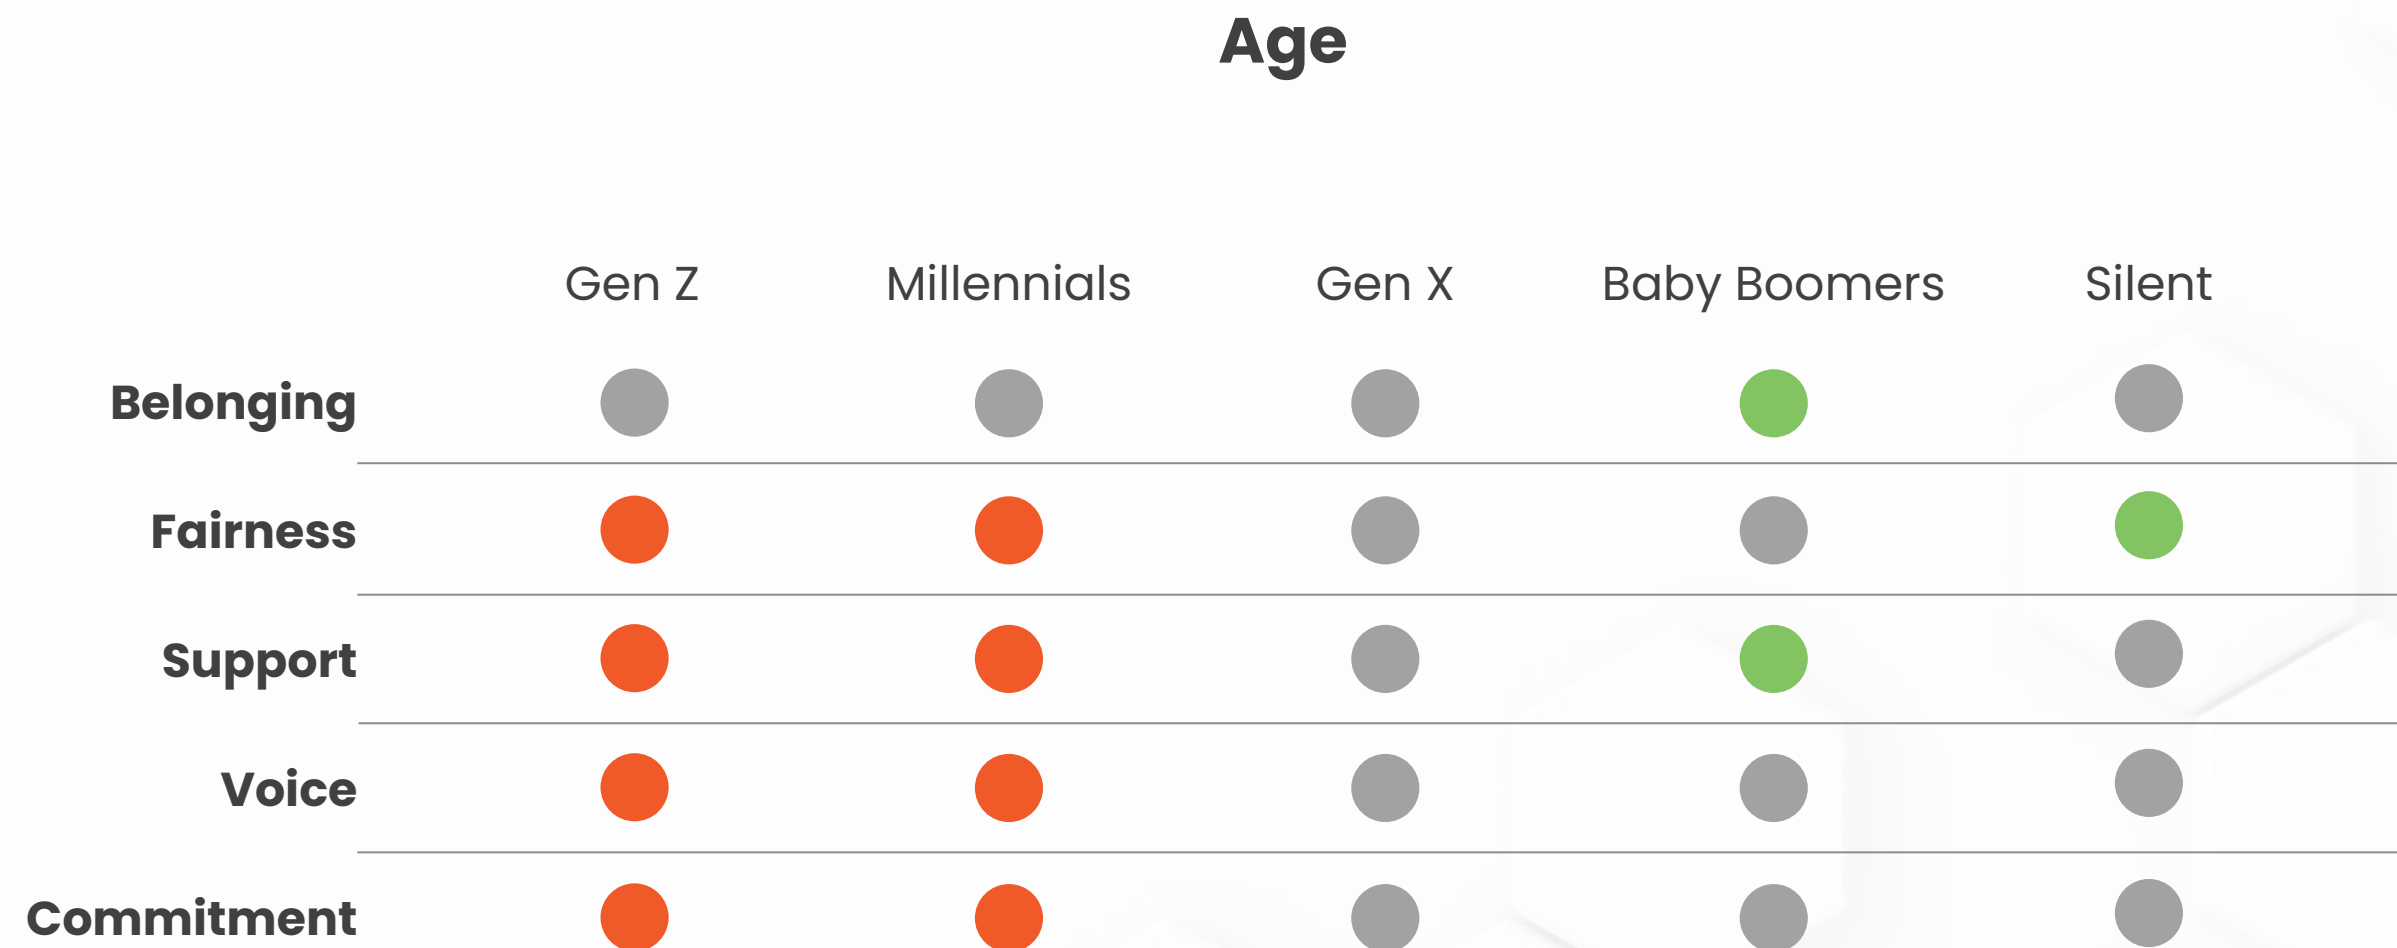 Age
Gen Z Millennials Gen X Baby Boomers Silent
Belonging
Fairness
Support
Voice
Commitment